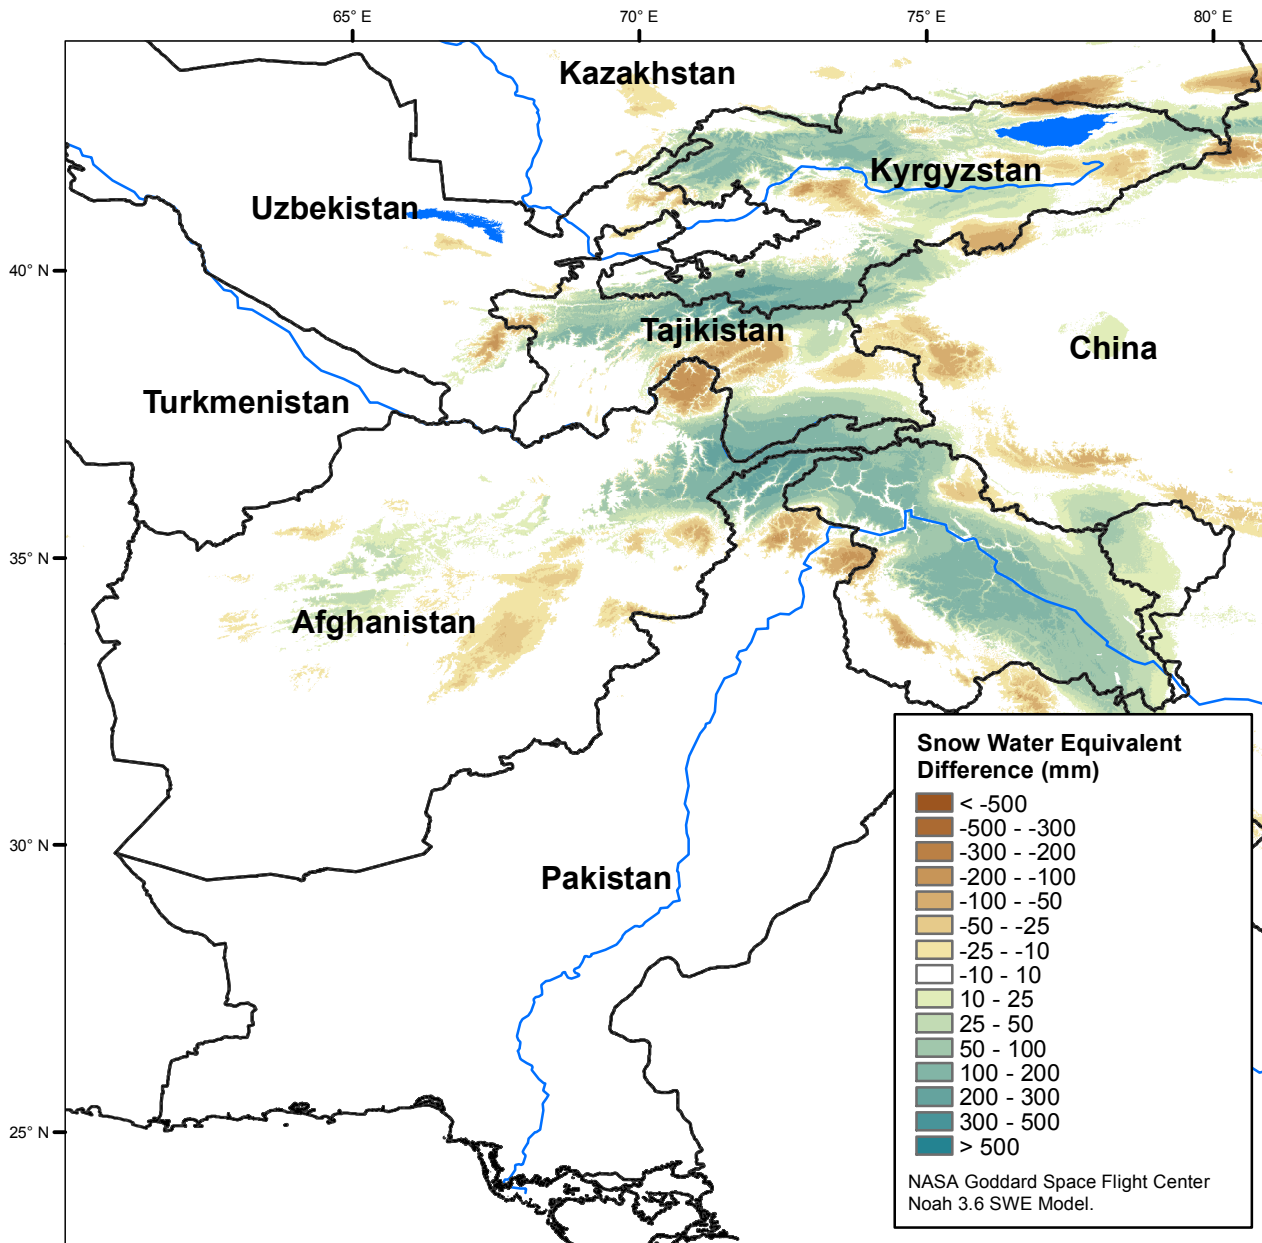 65° E
70° E
75° E
80° E
Kazakhstan
Kyrgyzstan
Uzbekistan
40° N
Tajikistan
China
Turkmenistan
35° N
Afghanistan
30° N
Pakistan
25° N
Snow Water Equivalent
Difference (mm)
< -500
-500 - -300
-300 - -200
-200 - -100
-100 - -50
-50 - -25
-25 - -10
-10 - 10
10 - 25
25 - 50
50 - 100
100 - 200
200 - 300
300 - 500
> 500
NASA Goddard Space Flight Center
Noah 3.6 SWE Model.